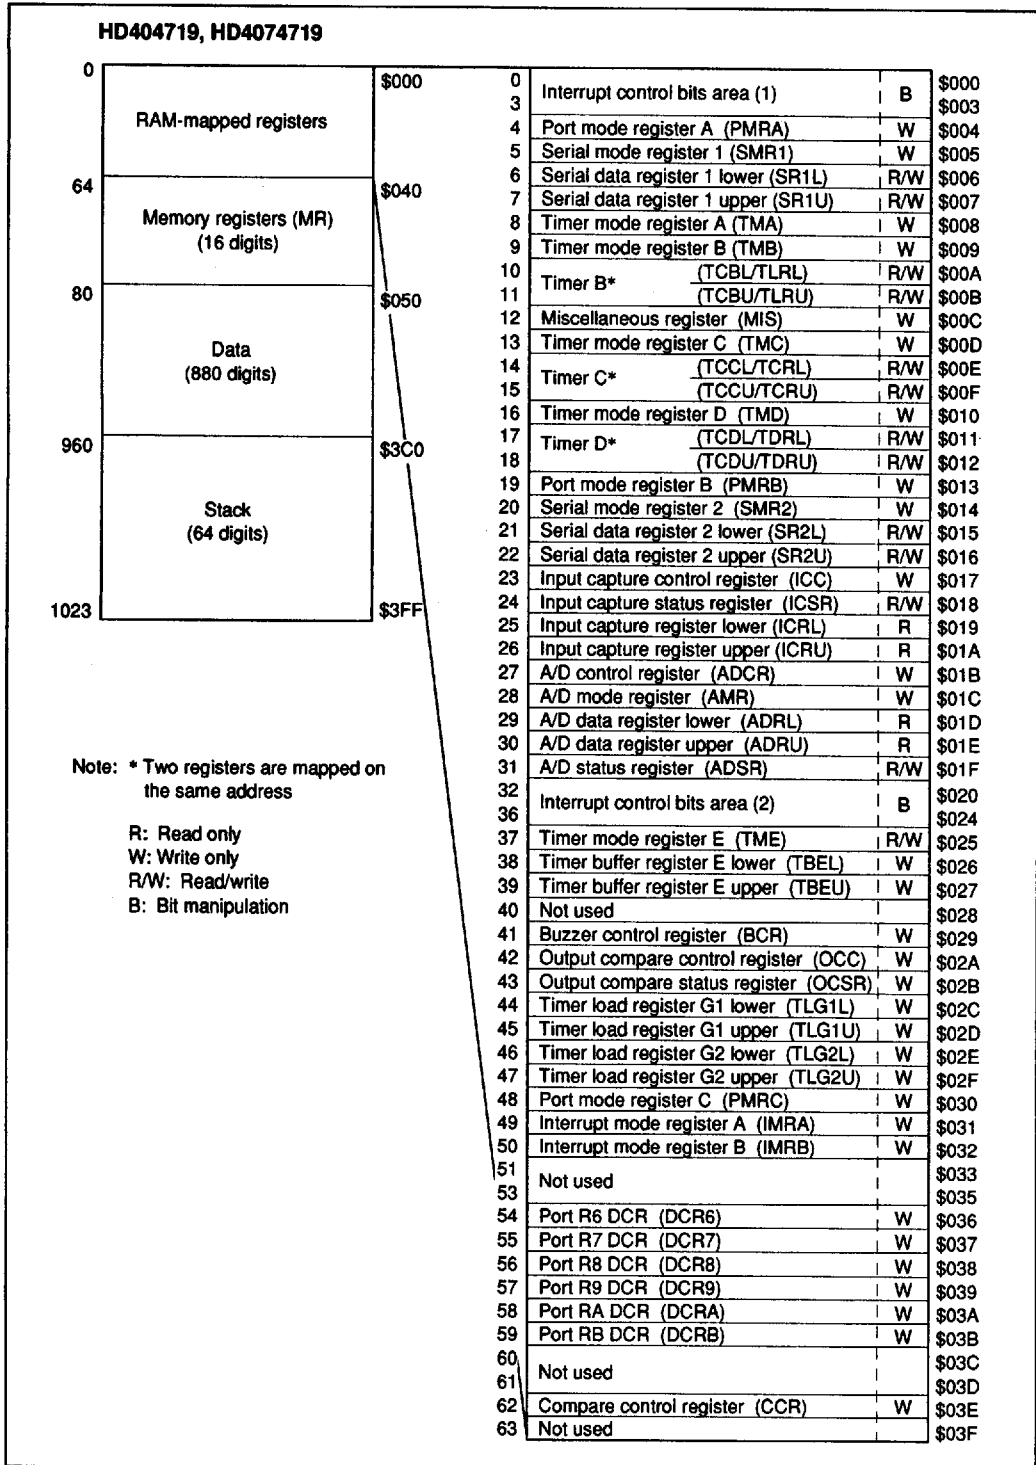 HD404719, HD4074719
0 $000
RAM-mapped registers
64 $040
Memory registers (MR)
(16 digits)
80 $050
Data
(880 digits)
960 $3C0
Stack
(64 digits)
1023 $3FF
Note: * Two registers are mapped on
the same address
R: Read only
W: Write only
R/W: Read/write
B: Bit manipulation
0 $000
Interrupt control bits area (1) B
3 $003
4 Port mode register A (PMRA) W $004
5 Serial mode register 1 (SMR1) W $005
6 Serial data register 1 lower (SR1L) R/W $006
7 Serial data register 1 upper (SR1U) R/W $007
8 Timer mode register A (TMA) W $008
9 Timer mode register B (TMB) W $009
10 (TCBL/TLRL) R/W $00A
Timer B*
11 (TCBU/TLRU) R/W $00B
12 Miscellaneous register (MIS) W $00C
13 Timer mode register C (TMC) W $00D
14 (TCCL/TCRL) R/W $00E
Timer C*
15 (TCCU/TCRU) R/W $00F
16 Timer mode register D (TMD) W $010
17 (TCDL/TDRL) R/W $011
Timer D*
18 (TCDU/TDRU) R/W $012
19 Port mode register B (PMRB) W $013
20 Serial mode register 2 (SMR2) W $014
21 Serial data register 2 lower (SR2L) R/W $015
22 Serial data register 2 upper (SR2U) R/W $016
23 Input capture control register (ICC) W $017
24 Input capture status register (ICSR) R/W $018
25 Input capture register lower (ICRL) R $019
26 Input capture register upper (ICRU) R $01A
27 A/D control register (ADCR) W $01B
28 A/D mode register (AMR) W $01C
29 A/D data register lower (ADRL) R $01D
30 A/D data register upper (ADRU) R $01E
31 A/D status register (ADSR) R/W $01F
32 $020
Interrupt control bits area (2) B
36 $024
37 Timer mode register E (TME) R/W $025
38 Timer buffer register E lower (TBEL) W $026
39 Timer buffer register E upper (TBEU) W $027
40 Not used $028
41 Buzzer control register (BCR) W $029
42 Output compare control register (OCC) W $02A
43 Output compare status register (OCSR) W $02B
44 Timer load register G1 lower (TLG1L) W $02C
45 Timer load register G1 upper (TLG1U) W $02D
46 Timer load register G2 lower (TLG2L) W $02E
47 Timer load register G2 upper (TLG2U) W $02F
48 Port mode register C (PMRC) W $030
49 Interrupt mode register A (IMRA) W $031
50 Interrupt mode register B (IMRB) W $032
51 $033
Not used
53 $035
54 Port R6 DCR (DCR6) W $036
55 Port R7 DCR (DCR7) W $037
56 Port R8 DCR (DCR8) W $038
57 Port R9 DCR (DCR9) W $039
58 Port RA DCR (DCRA) W $03A
59 Port RB DCR (DCRB) W $03B
60 $03C
Not used
61 $03D
62 Compare control register (CCR) W $03E
63 Not used $03F